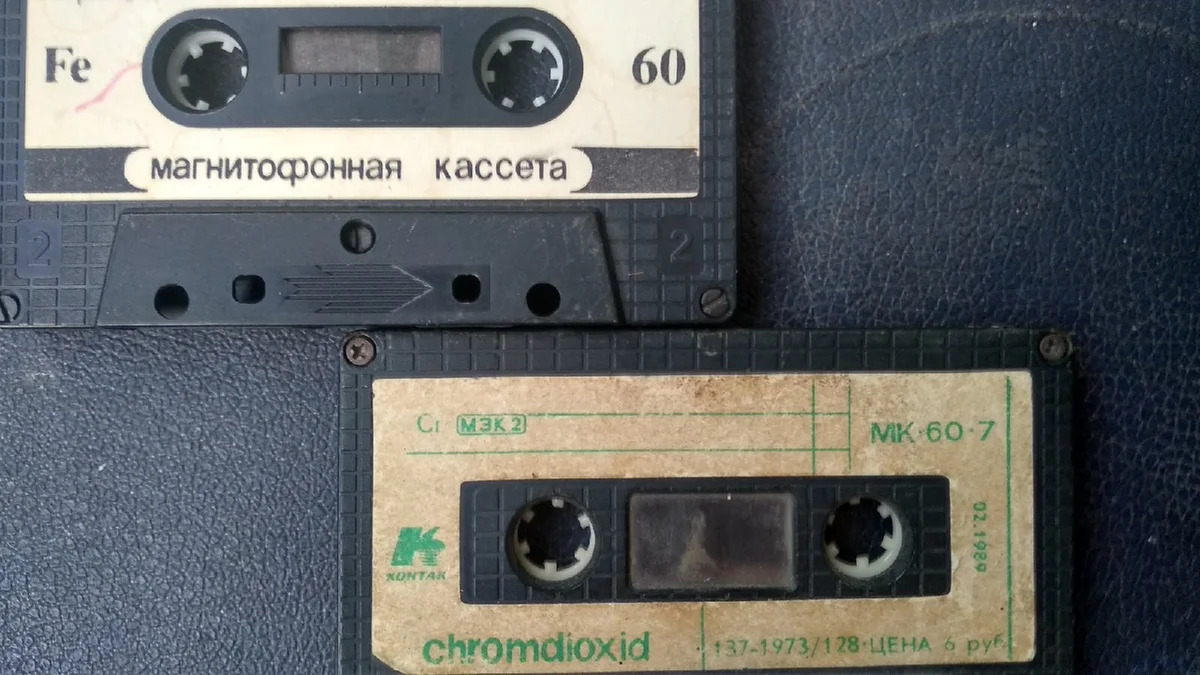 Fe 60
магнитофонная кассета
2 2
Cr МЭК 2
МК·60·7
02.1989
KONTAK
chromdioxid
137-1973/128·ЦЕНА 6 руб.